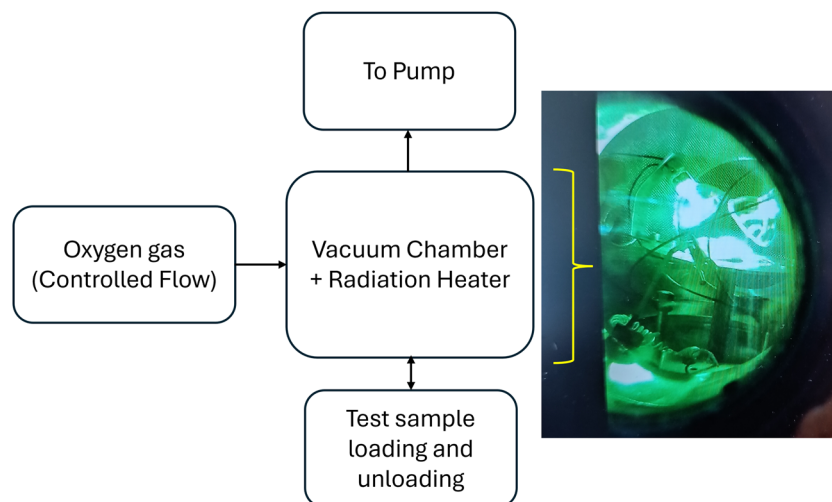 To Pump
Oxygen gas
(Controlled Flow)
Vacuum Chamber
+ Radiation Heater
Test sample
loading and
unloading